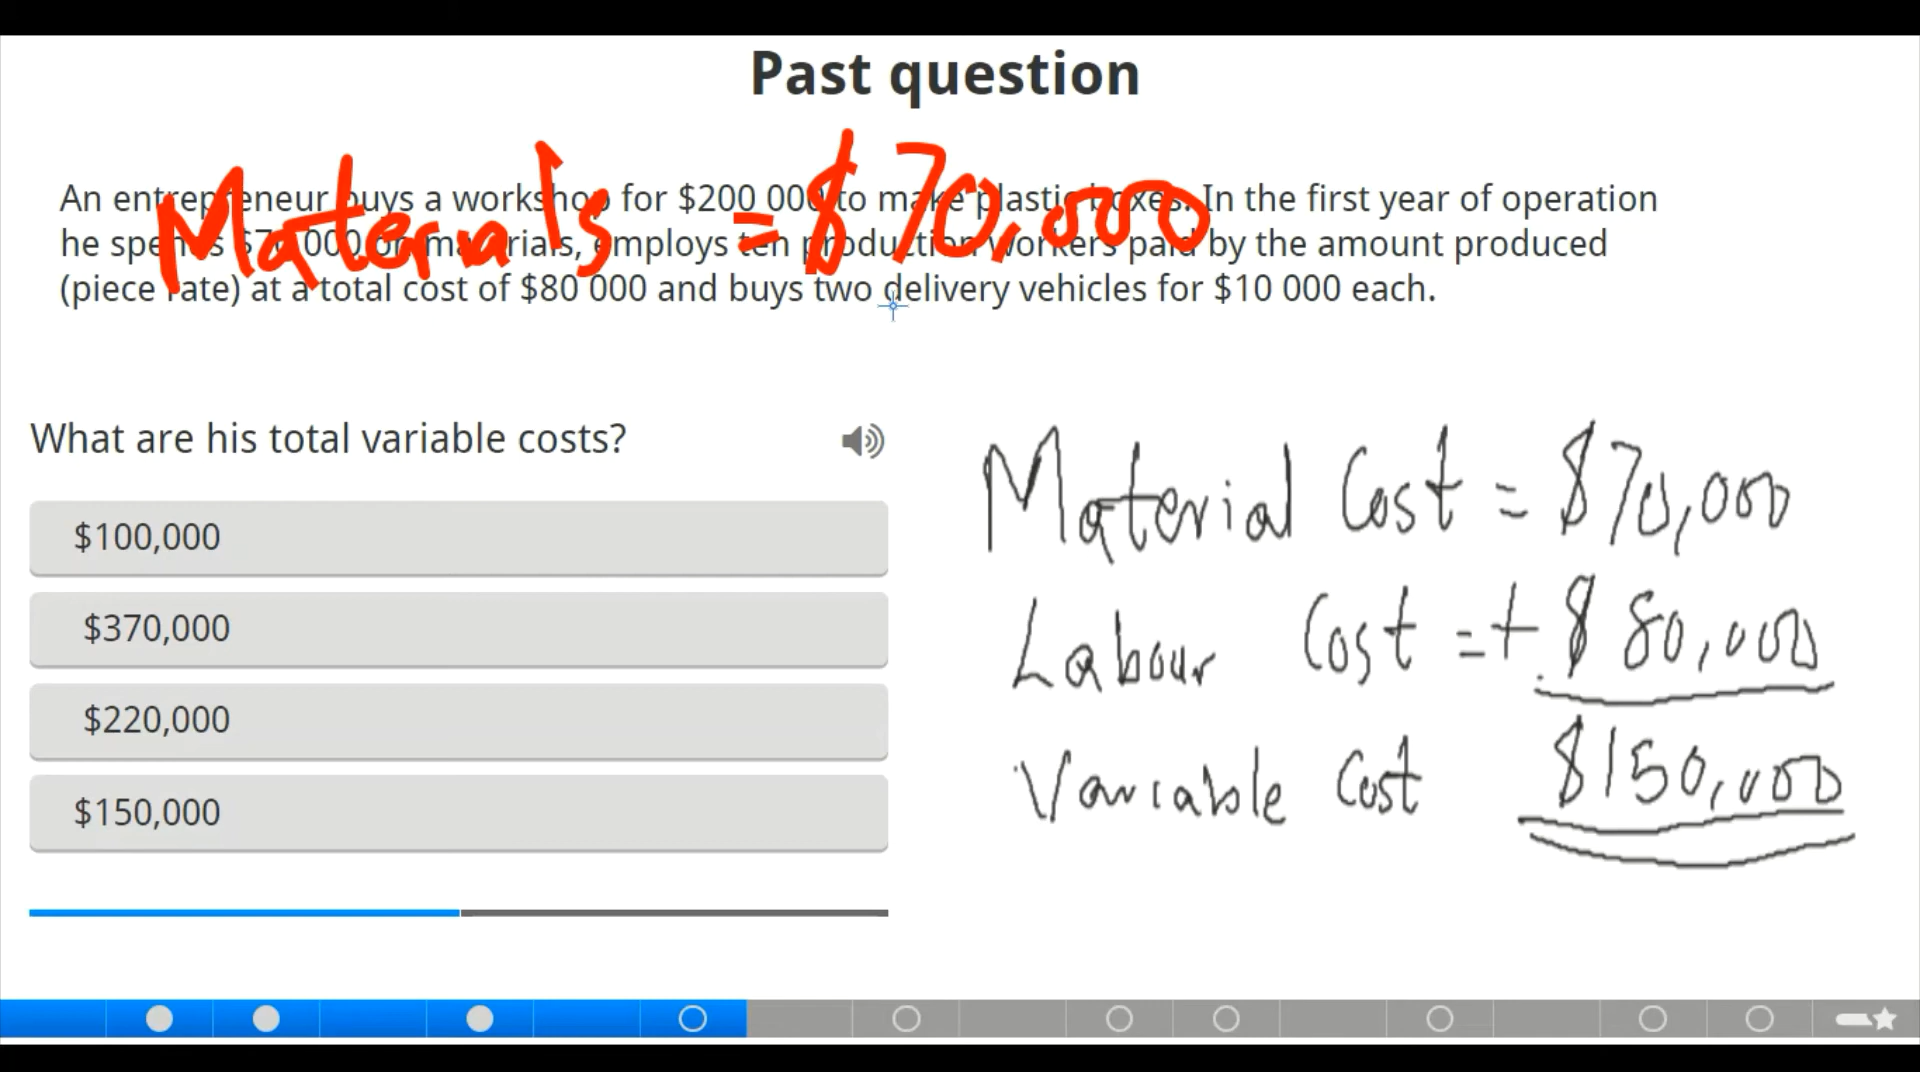 Past question
Materials = $70,000
An entrepreneur buys a workshop for $200 000 to make plastic boxes. In the first year of operation
he spends $70 000 on materials, employs ten production workers paid by the amount produced
(piece rate) at a total cost of $80 000 and buys two delivery vehicles for $10 000 each.
What are his total variable costs?
$100,000
$370,000
$220,000
$150,000
Material Cost = $70,000
Labour Cost = + $80,000
Variable Cost $150,000